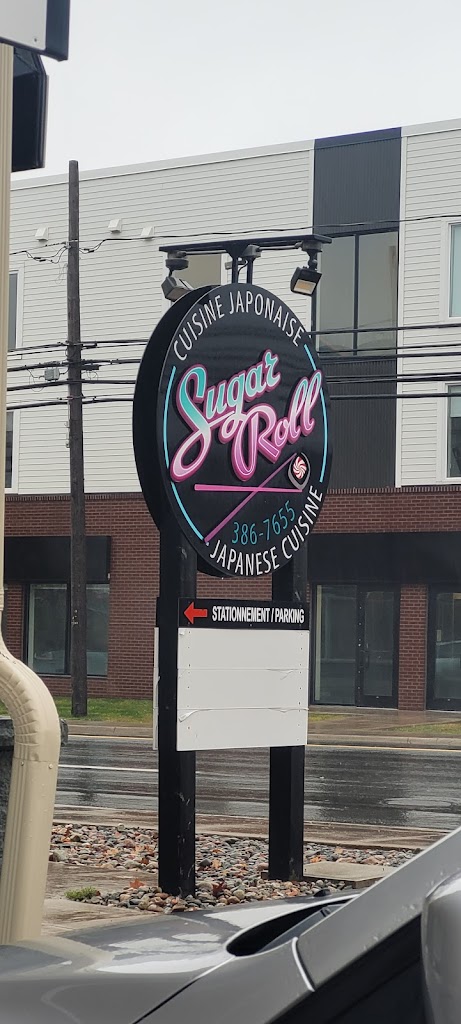 CUISINE JAPONAISE
Sugar
Roll
386-7655
JAPANESE CUISINE
STATIONNEMENT / PARKING